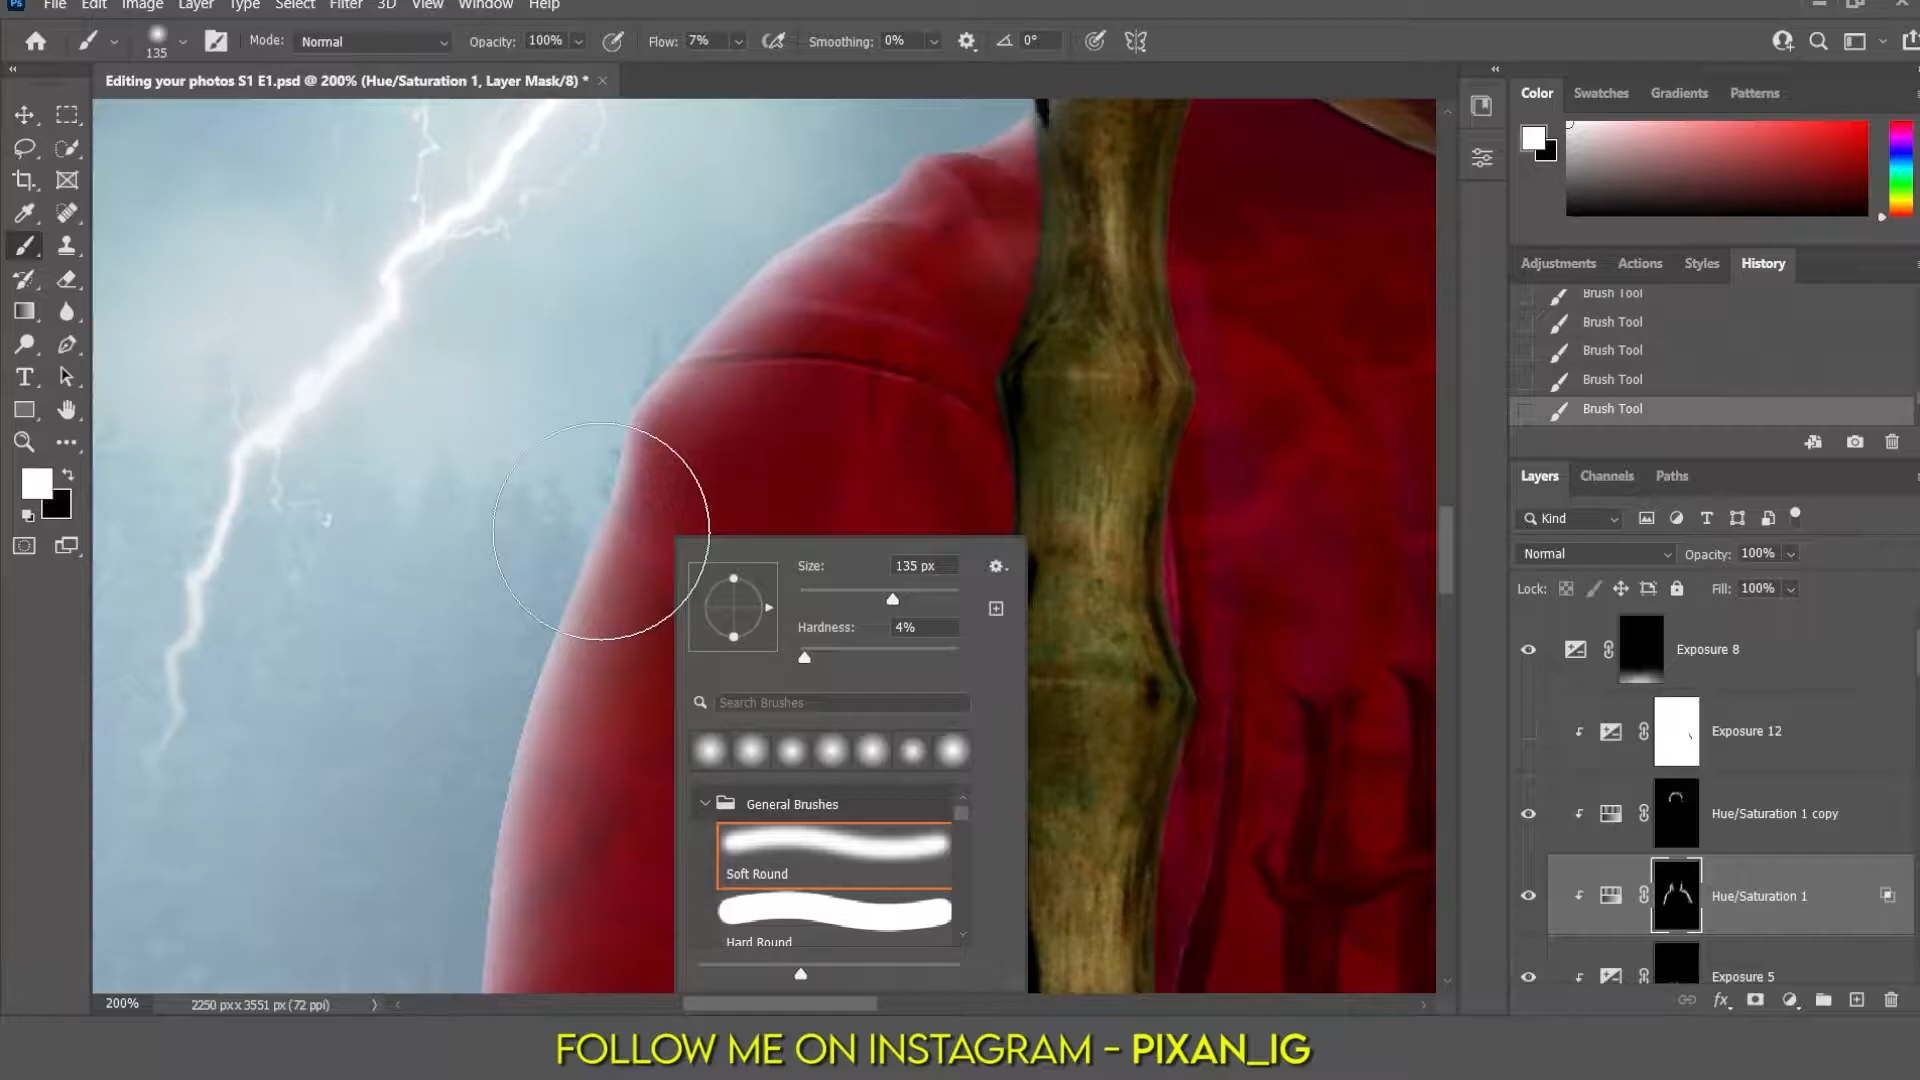 Ps File Edit Image Layer Type Select Filter 3D View Window Help
135 Mode: Normal Opacity: 100% Flow: 7% Smoothing: 0% 0°
Editing your photos S1 E1.psd @ 200% (Hue/Saturation 1, Layer Mask/8) *
Color Swatches Gradients Patterns
Adjustments Actions Styles History
Brush Tool
Brush Tool
Brush Tool
Brush Tool
Brush Tool
Layers Channels Paths
Kind
Normal Opacity: 100%
Lock: Fill: 100%
Exposure 8
Exposure 12
Hue/Saturation 1 copy
Hue/Saturation 1
Exposure 5
fx
Size: 135 px
Hardness: 4%
Search Brushes
General Brushes
Soft Round
Hard Round
200% 2250 px x 3551 px (72 ppi)
FOLLOW ME ON INSTAGRAM - PIXAN_IG